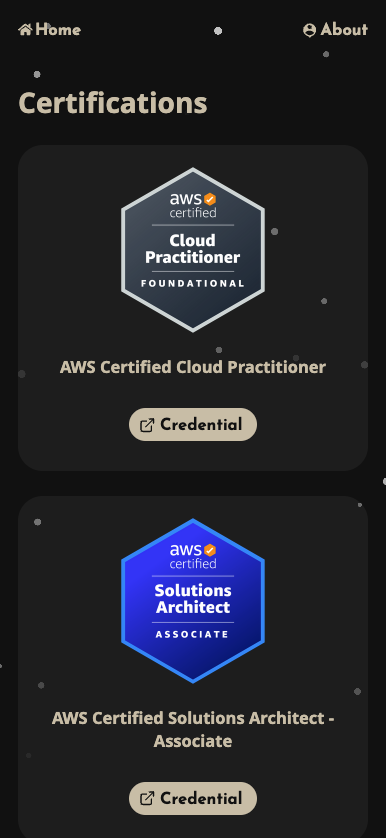 Home
About
Certifications
aws
certified
Cloud
Practitioner
FOUNDATIONAL
AWS Certified Cloud Practitioner
Credential
aws
certified
Solutions
Architect
ASSOCIATE
AWS Certified Solutions Architect -
Associate
Credential